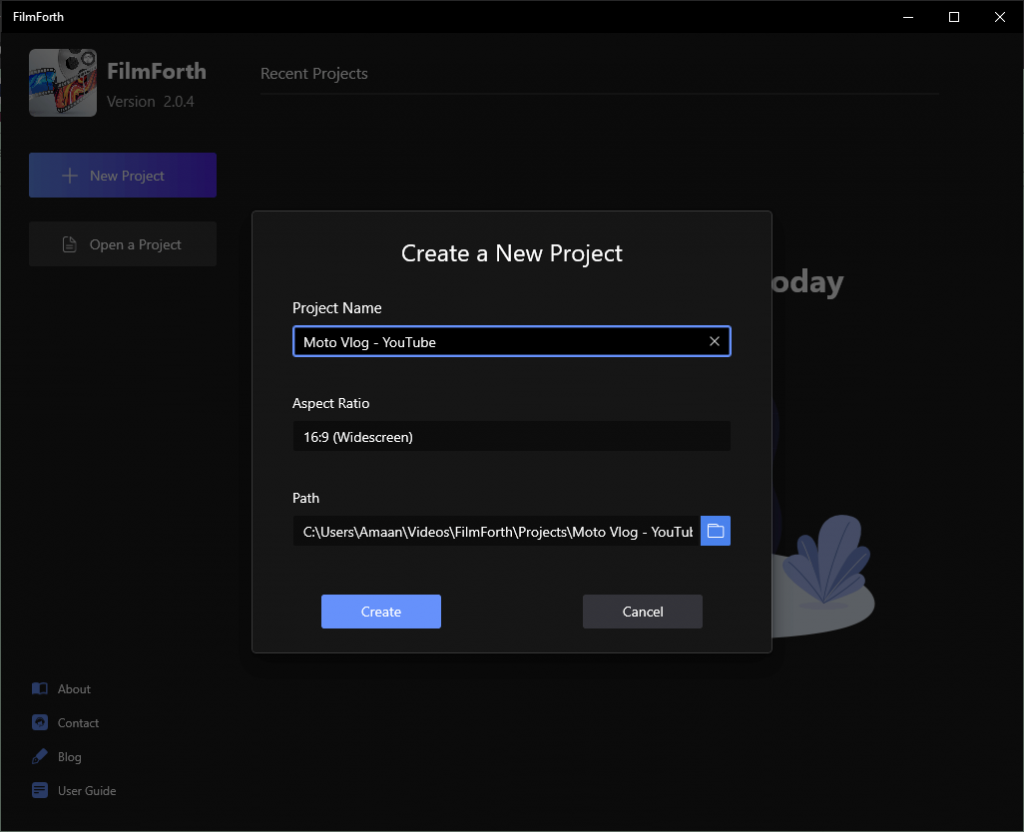 FilmForth
FilmForth
Version 2.0.4
Recent Projects
New Project
Open a Project
oday
Create a New Project
Project Name
Moto Vlog - YouTube
Aspect Ratio
16:9 (Widescreen)
Path
C:\Users\Amaan\Videos\FilmForth\Projects\Moto Vlog - YouTub
Create
Cancel
About
Contact
Blog
User Guide